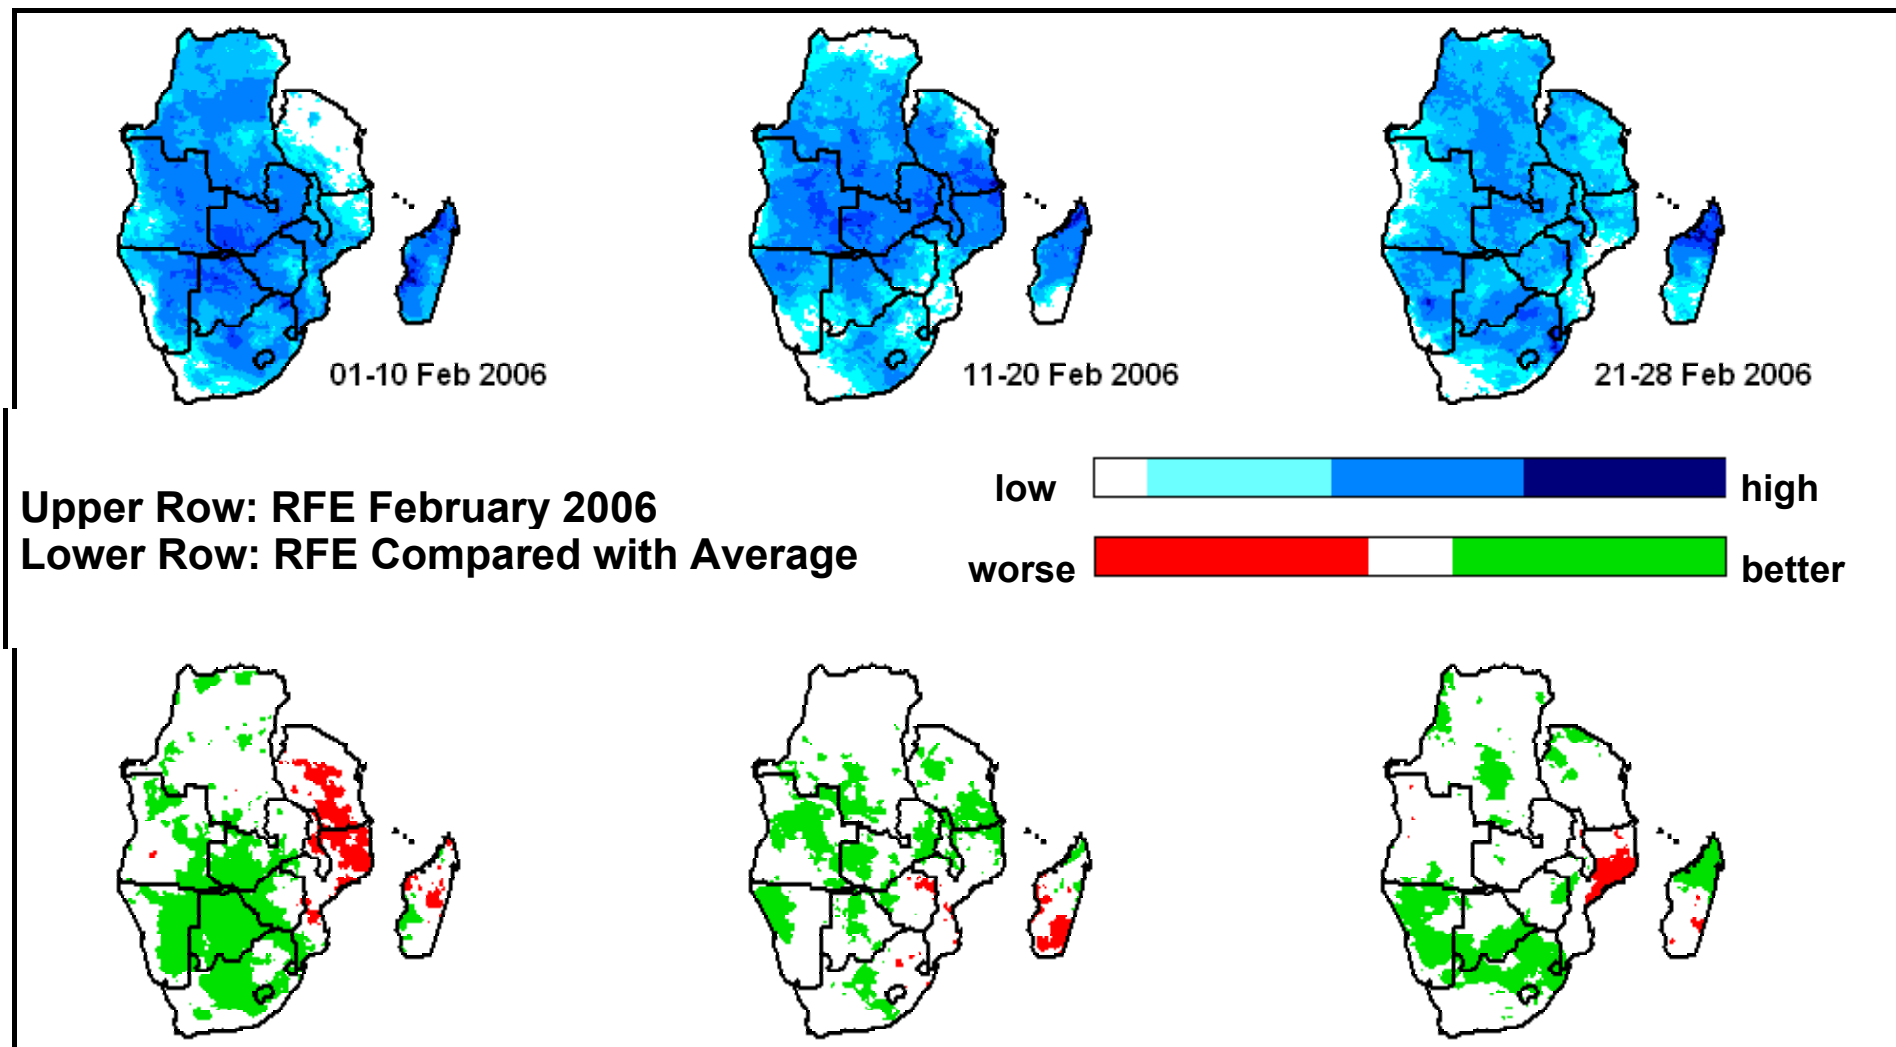 01-10 Feb 2006
11-20 Feb 2006
21-28 Feb 2006
low
high
Upper Row: RFE February 2006
Lower Row: RFE Compared with Average
worse
better